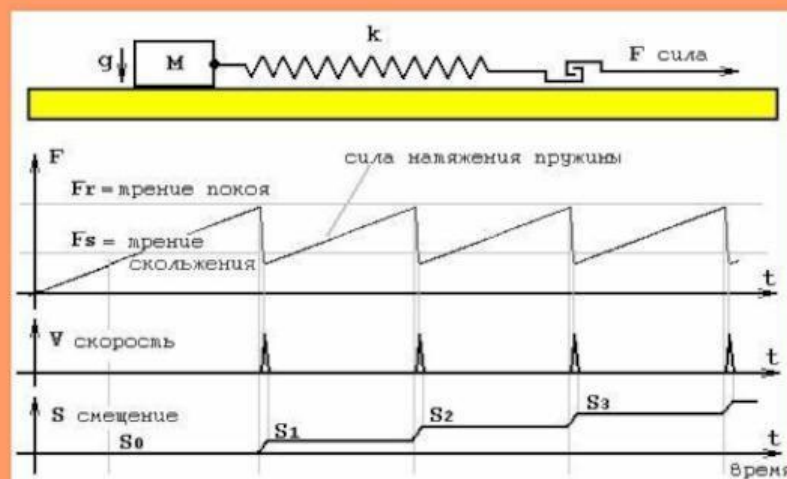 k
g M F сила
F
сила натяжения пружины
Fr = трение покоя
Fs = трение
скольжения
t
V скорость
t
S смещение
S0 S1 S2 S3
t
время